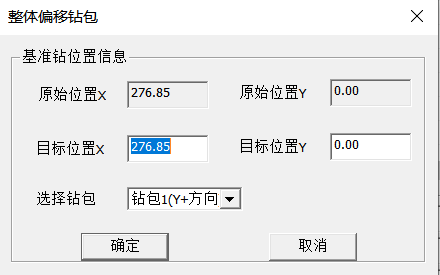 整体偏移钻包
基准钻位置信息
原始位置X 276.85 原始位置Y 0.00
目标位置X 276.85 目标位置Y 0.00
选择钻包 钻包1(Y+方向
确定 取消